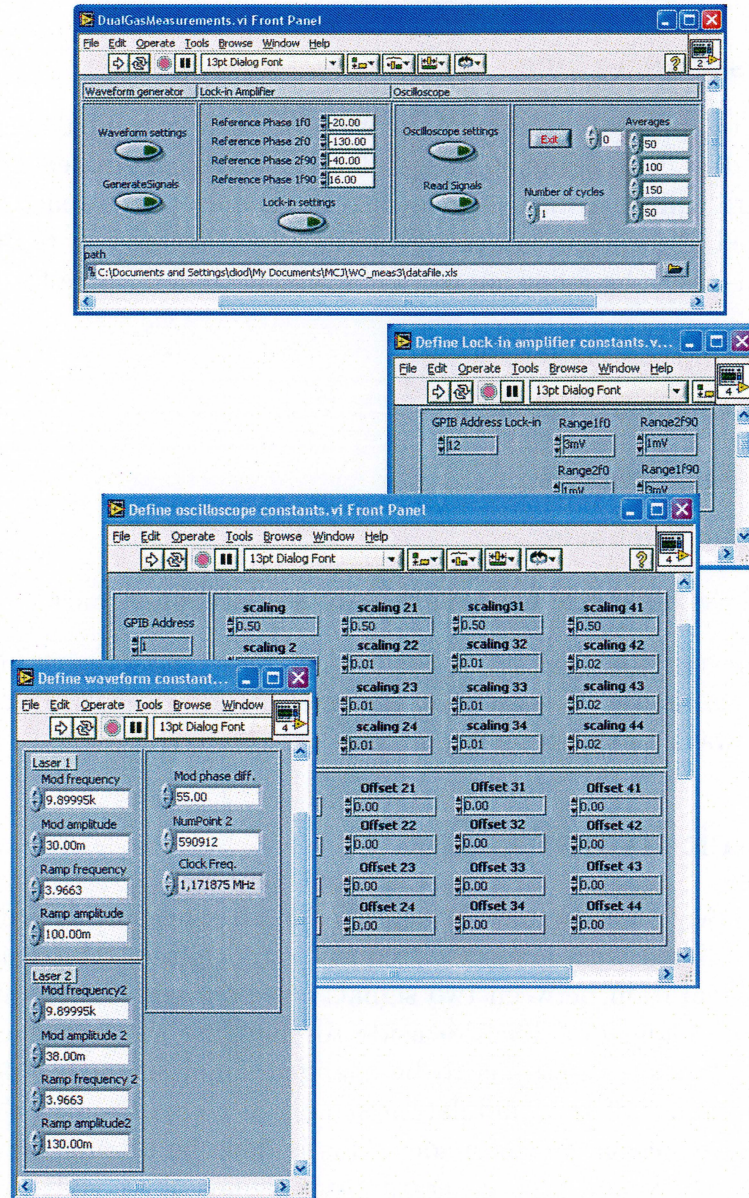 DualGasMeasurements.vi Front Panel
File Edit Operate Tools Browse Window Help
13pt Dialog Font
2
Waveform generator Lock-in Amplifier Oscilloscope
Waveform settings
GenerateSignals
Reference Phase 1f0 -20.00
Reference Phase 2f0 -130.00
Reference Phase 2f90 -40.00
Reference Phase 1f90 16.00
Lock-in settings
Oscilloscope settings
Read Signals
Exit
Number of cycles
1
Averages
0 50
100
150
50
path
C:\Documents and Settings\diod\My Documents\MCJ\WO_meas3\datafile.xls
Define Lock-in amplifier constants.v...
File Edit Operate Tools Browse Window Help
13pt Dialog Font
4
GPIB Address Lock-in Range1f0 Range2f90
12 3mV 1mV
Range2f0 Range1f90
1mV 3mV
Define oscilloscope constants.vi Front Panel
File Edit Operate Tools Browse Window Help
13pt Dialog Font
4
GPIB Address
1
scaling scaling 21 scaling31 scaling 41
0.50 0.50 0.50 0.50
scaling 2 scaling 22 scaling 32 scaling 42
0.01 0.01 0.02
scaling 23 scaling 33 scaling 43
0.01 0.01 0.02
scaling 24 scaling 34 scaling 44
0.01 0.01 0.02
Offset 21 Offset 31 Offset 41
0.00 0.00 0.00
Offset 22 Offset 32 Offset 42
0.00 0.00 0.00
Offset 23 Offset 33 Offset 43
0.00 0.00 0.00
Offset 24 Offset 34 Offset 44
0.00 0.00 0.00
Define waveform constant...
File Edit Operate Tools Browse Window
13pt Dialog Font
4
Laser 1
Mod frequency
9.89995k
Mod amplitude
30.00m
Ramp frequency
3.9663
Ramp amplitude
100.00m
Mod phase diff.
55.00
NumPoint 2
590912
Clock Freq.
1,171875 MHz
Laser 2
Mod frequency2
9.89995k
Mod amplitude 2
38.00m
Ramp frequency 2
3.9663
Ramp amplitude2
130.00m